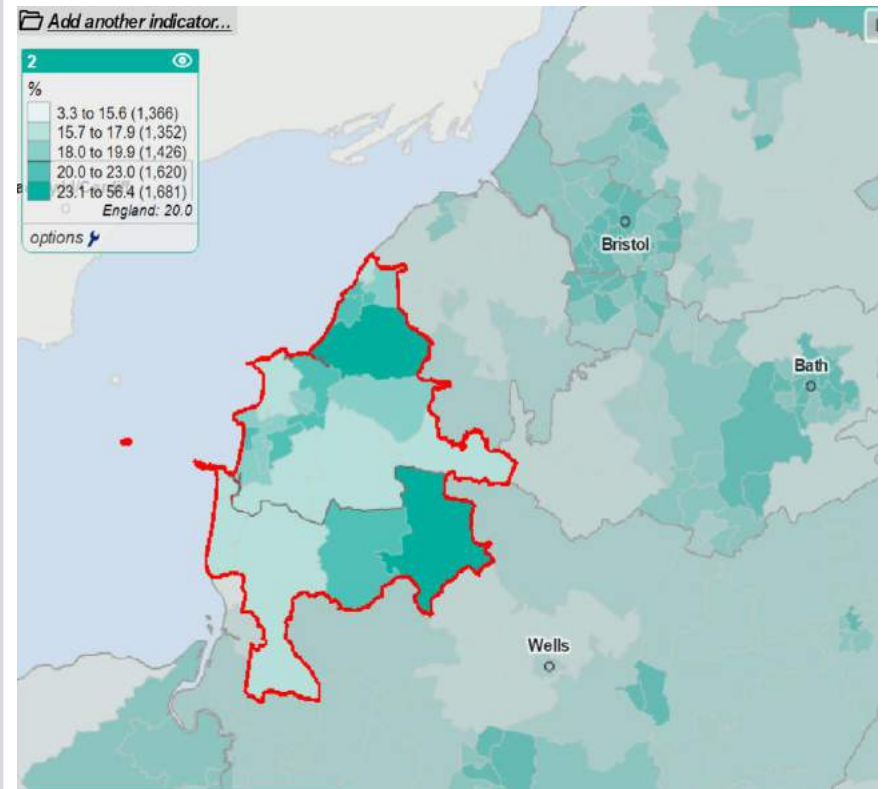 Add another indicator...
2
%
3.3 to 15.6 (1,366)
15.7 to 17.9 (1,352)
18.0 to 19.9 (1,426)
20.0 to 23.0 (1,620)
23.1 to 56.4 (1,681)
England: 20.0
options
Bristol
Bath
Wells